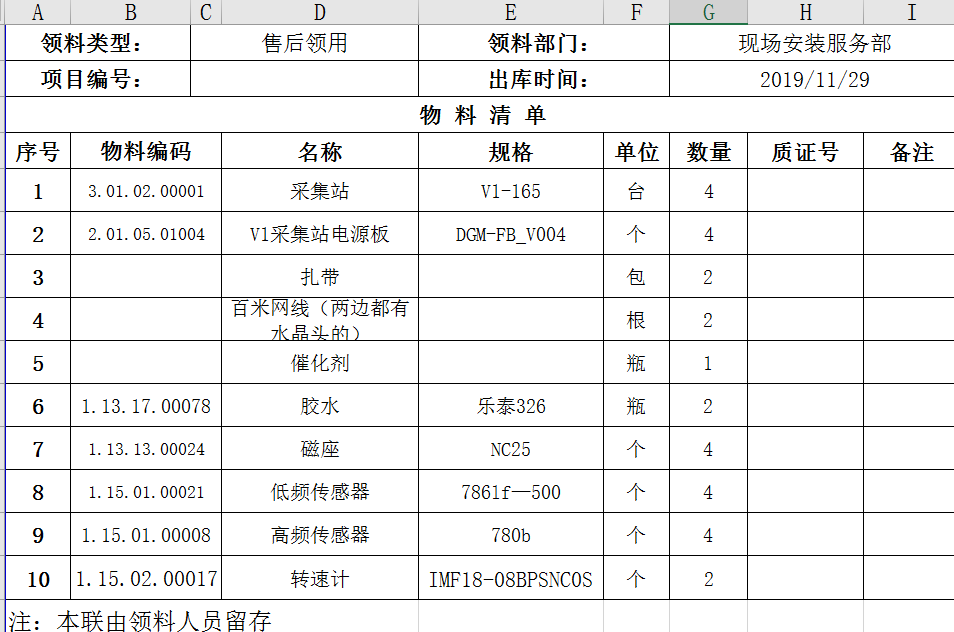 A B C D E F G H I
领料类型： 售后领用 领料部门： 现场安装服务部
项目编号： 出库时间： 2019/11/29
物 料 清 单
序号 物料编码 名称 规格 单位 数量 质证号 备注
1 3.01.02.00001 采集站 V1-165 台 4
2 2.01.05.01004 V1采集站电源板 DGM-FB_V004 个 4
3 扎带 包 2
4 百米网线（两边都有 根 2
水晶头的）
5 催化剂 瓶 1
6 1.13.17.00078 胶水 乐泰326 瓶 2
7 1.13.13.00024 磁座 NC25 个 4
8 1.15.01.00021 低频传感器 786lf—500 个 4
9 1.15.01.00008 高频传感器 780b 个 4
10 1.15.02.00017 转速计 IMF18-08BPSNC0S 个 2
注：本联由领料人员留存